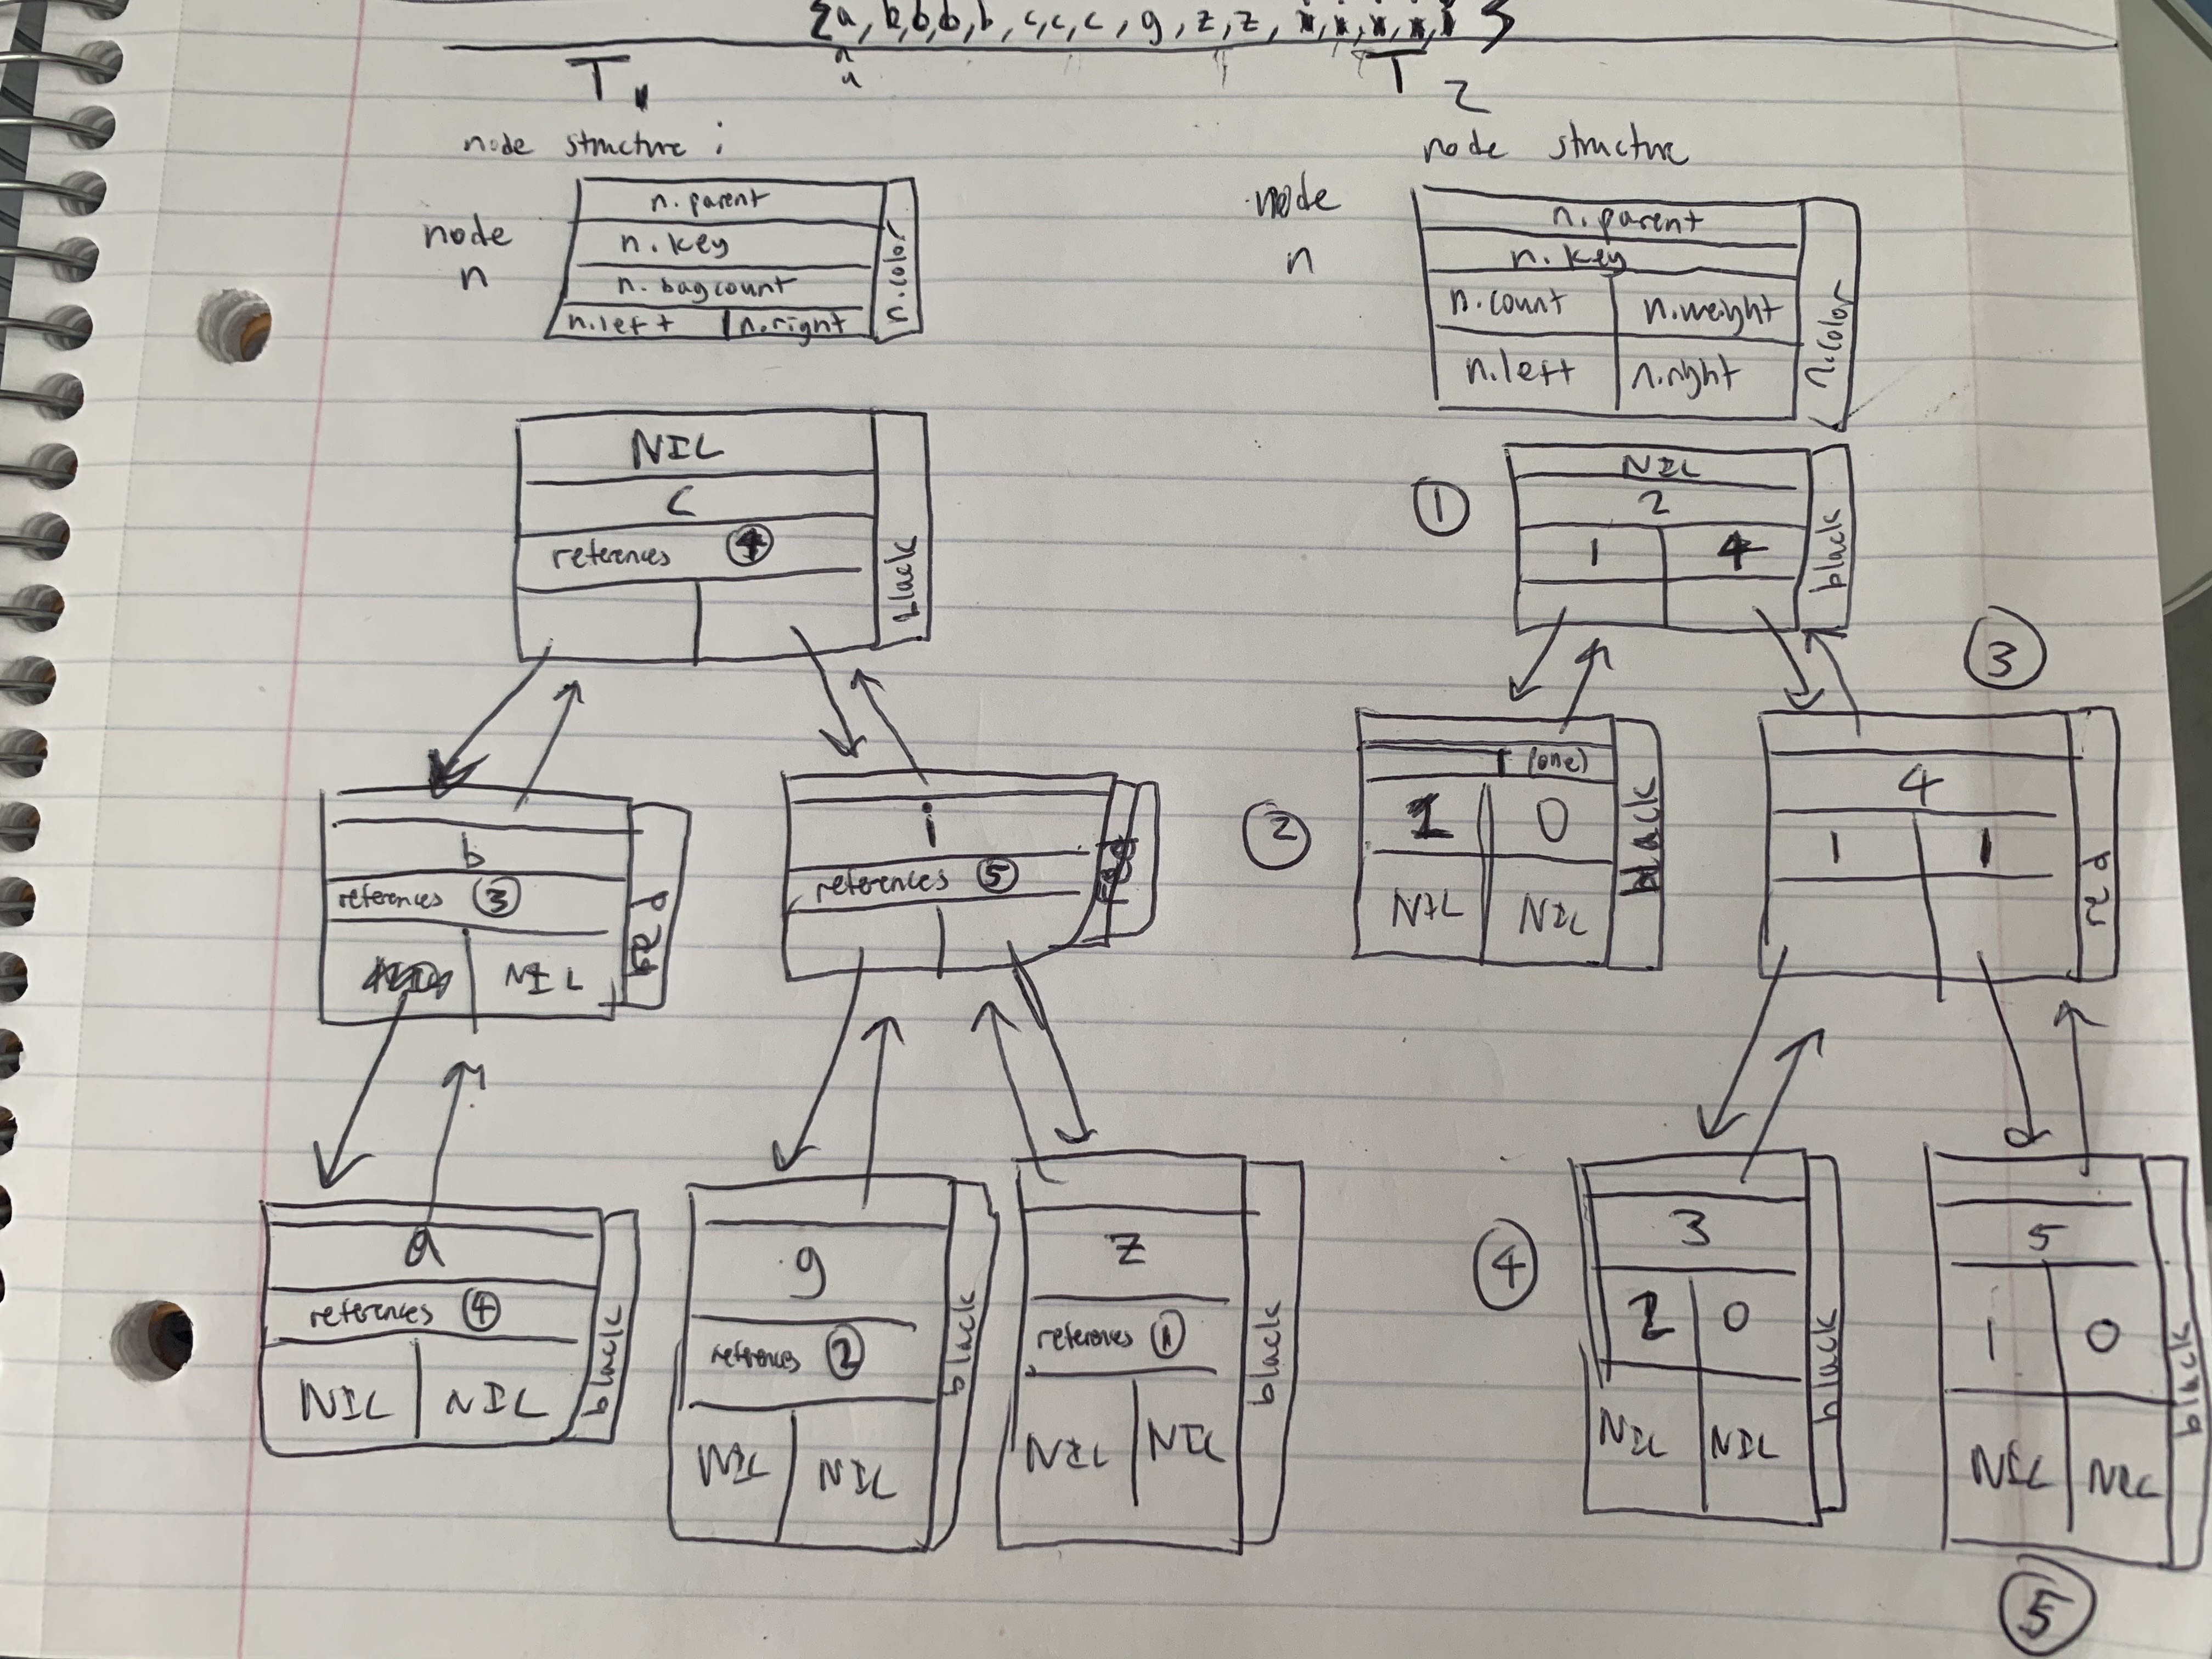 {a, b, b, b, b, c, c, c, g, z, z, i, i, i, i, i}
T1
T2
node structure:
node structure
node
n
n.parent
n.key
n.bagcount
n.left
n.right
n.color
node
n
n.parent
n.key
n.count
n.weight
n.left
n.right
n.color
NIL
c
references ④
black
①
NIL
2
1
4
black
b
references ③
NIL
red
i
references ⑤
red
②
1 (one)
1
0
NIL
NIL
black
③
4
1
1
red
a
references ④
NIL
NIL
black
g
references ②
NIL
NIL
black
z
references ①
NIL
NIL
black
④
3
2
0
NIL
NIL
black
5
1
0
NIL
NIL
black
⑤